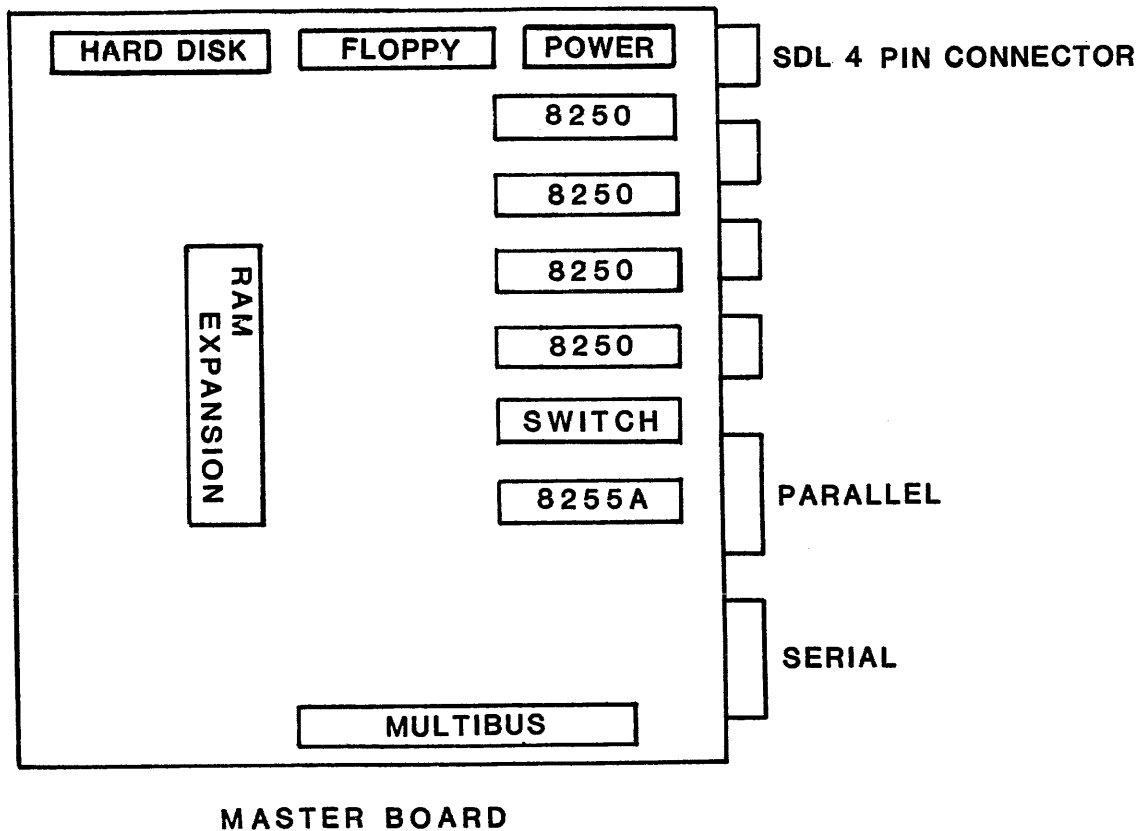 HARD DISK
FLOPPY
POWER
SDL 4 PIN CONNECTOR
8250
8250
8250
8250
RAM
EXPANSION
SWITCH
8255A
PARALLEL
SERIAL
MULTIBUS
MASTER BOARD